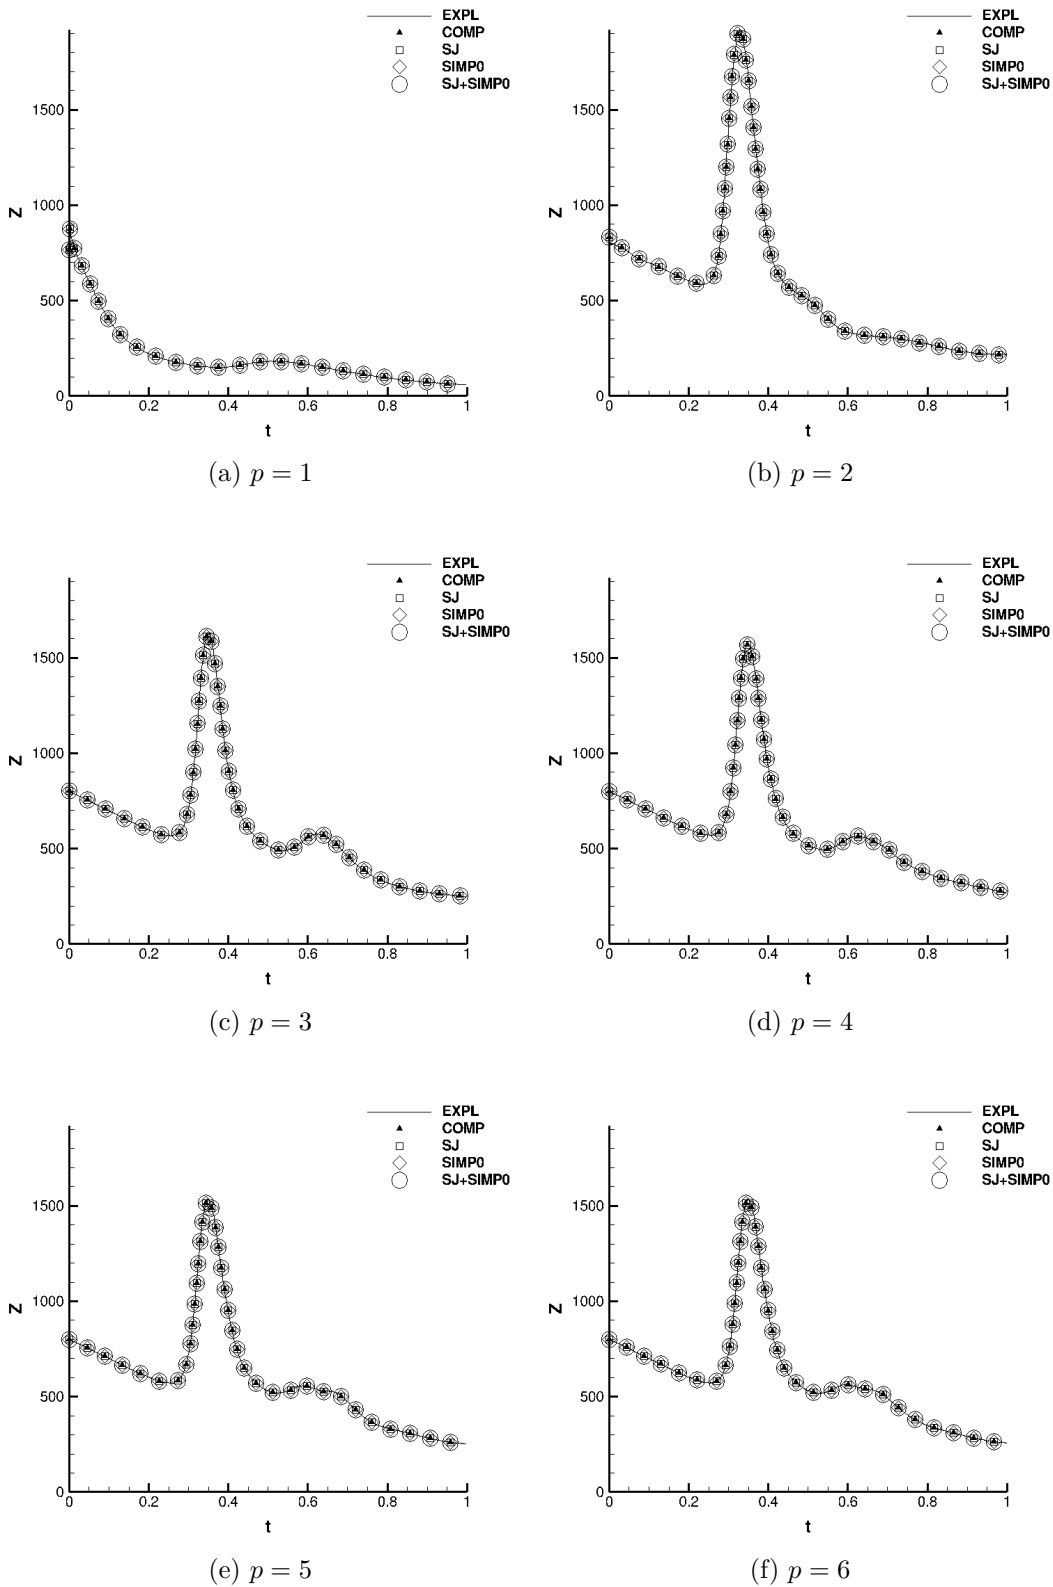 EXPL
COMP
SJ
SIMP0
SJ+SIMP0
1500
1000
500
0
Z
0 0.2 0.4 0.6 0.8 1
t
(a) p = 1
EXPL
COMP
SJ
SIMP0
SJ+SIMP0
1500
1000
500
0
Z
0 0.2 0.4 0.6 0.8 1
t
(b) p = 2
EXPL
COMP
SJ
SIMP0
SJ+SIMP0
1500
1000
500
0
Z
0 0.2 0.4 0.6 0.8 1
t
(c) p = 3
EXPL
COMP
SJ
SIMP0
SJ+SIMP0
1500
1000
500
0
Z
0 0.2 0.4 0.6 0.8 1
t
(d) p = 4
EXPL
COMP
SJ
SIMP0
SJ+SIMP0
1500
1000
500
0
Z
0 0.2 0.4 0.6 0.8 1
t
(e) p = 5
EXPL
COMP
SJ
SIMP0
SJ+SIMP0
1500
1000
500
0
Z
0 0.2 0.4 0.6 0.8 1
t
(f) p = 6